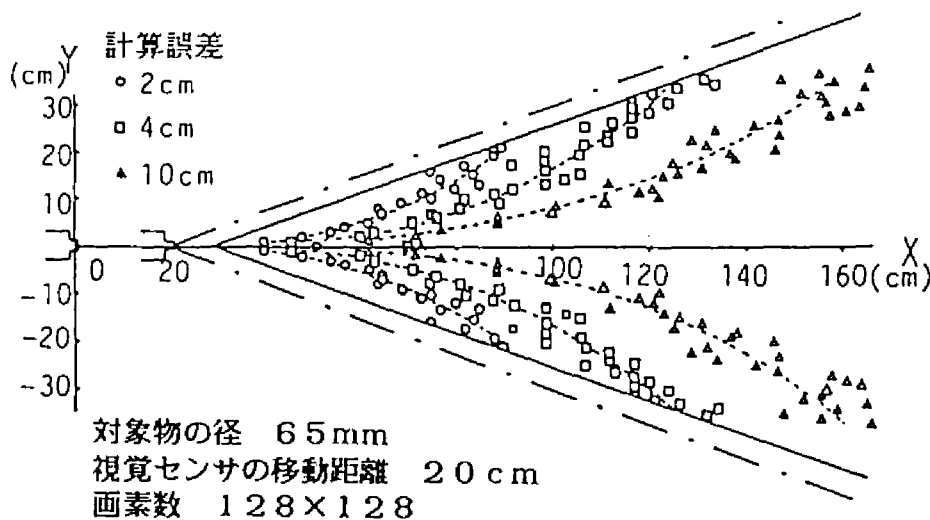 計算誤差
○ 2cm
□ 4cm
▲ 10cm
Y
(cm)
30
20
10
0 20 100 120 140 160(cm)
X
-10
-20
-30
対象物の径 65mm
視覚センサの移動距離 20cm
画素数 128×128